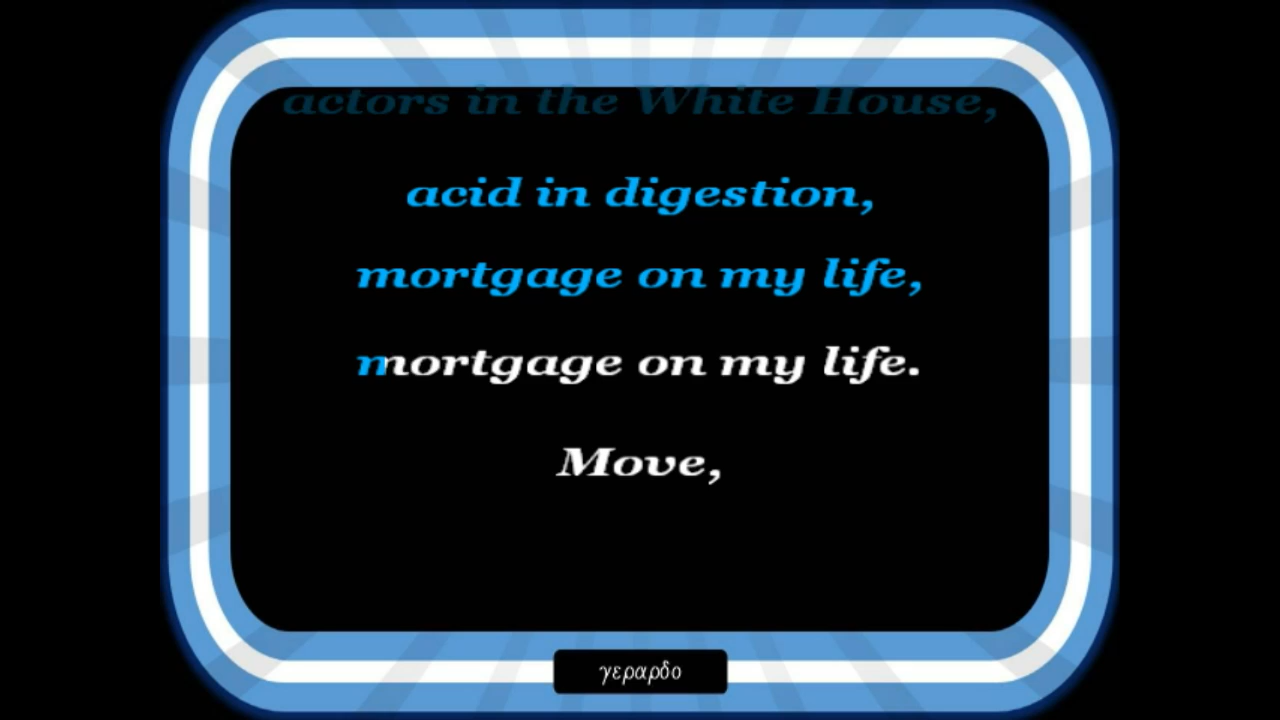 actors in the White House,
acid in digestion,
mortgage on my life,
mortgage on my life.
Move,
γεραρδο